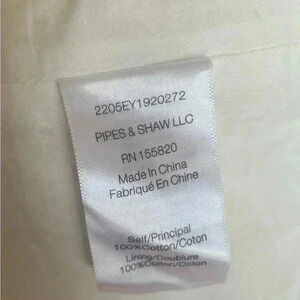 2205EY1920272
PIPES & SHAW LLC
RN 155820
Made In China
Fabriqué En Chine
Self/Principal
100%Cotton/Coton
Lining/Doublure
100%Cotton/Coton